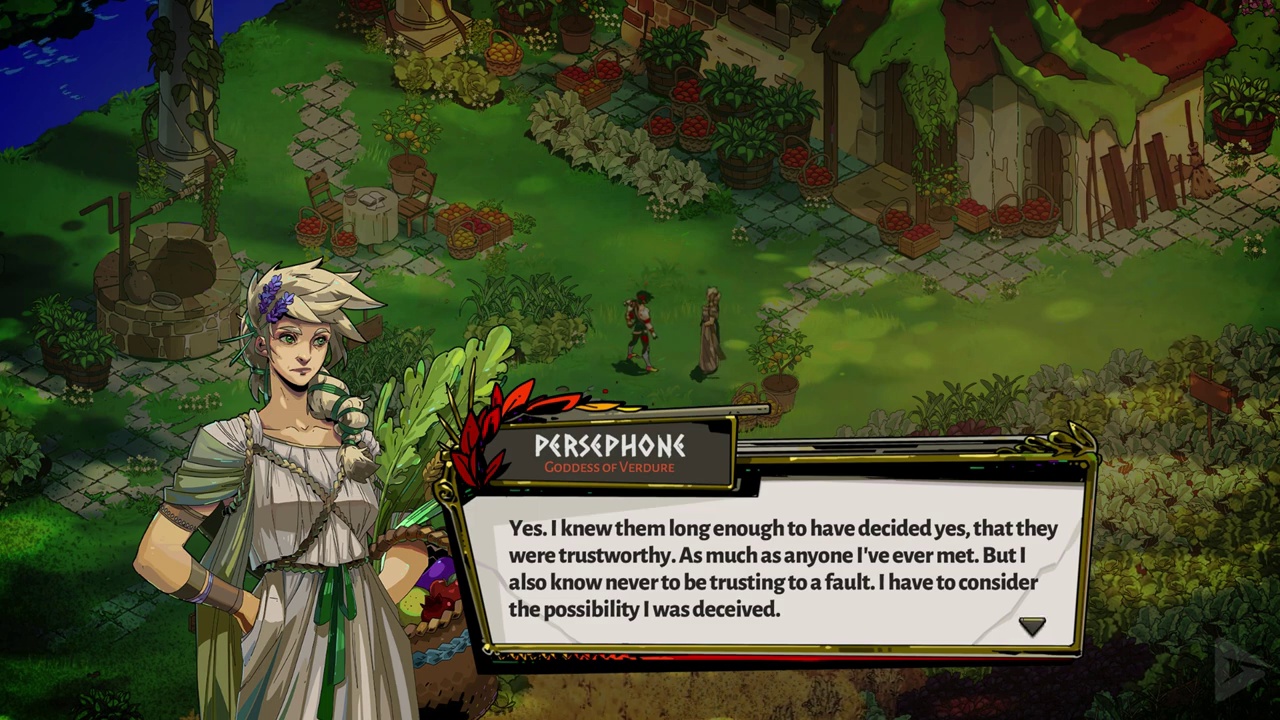 PERSEPHONE
GODDESS OF VERDURE
Yes. I knew them long enough to have decided yes, that they
were trustworthy. As much as anyone I've ever met. But I
also know never to be trusting to a fault. I have to consider
the possibility I was deceived.